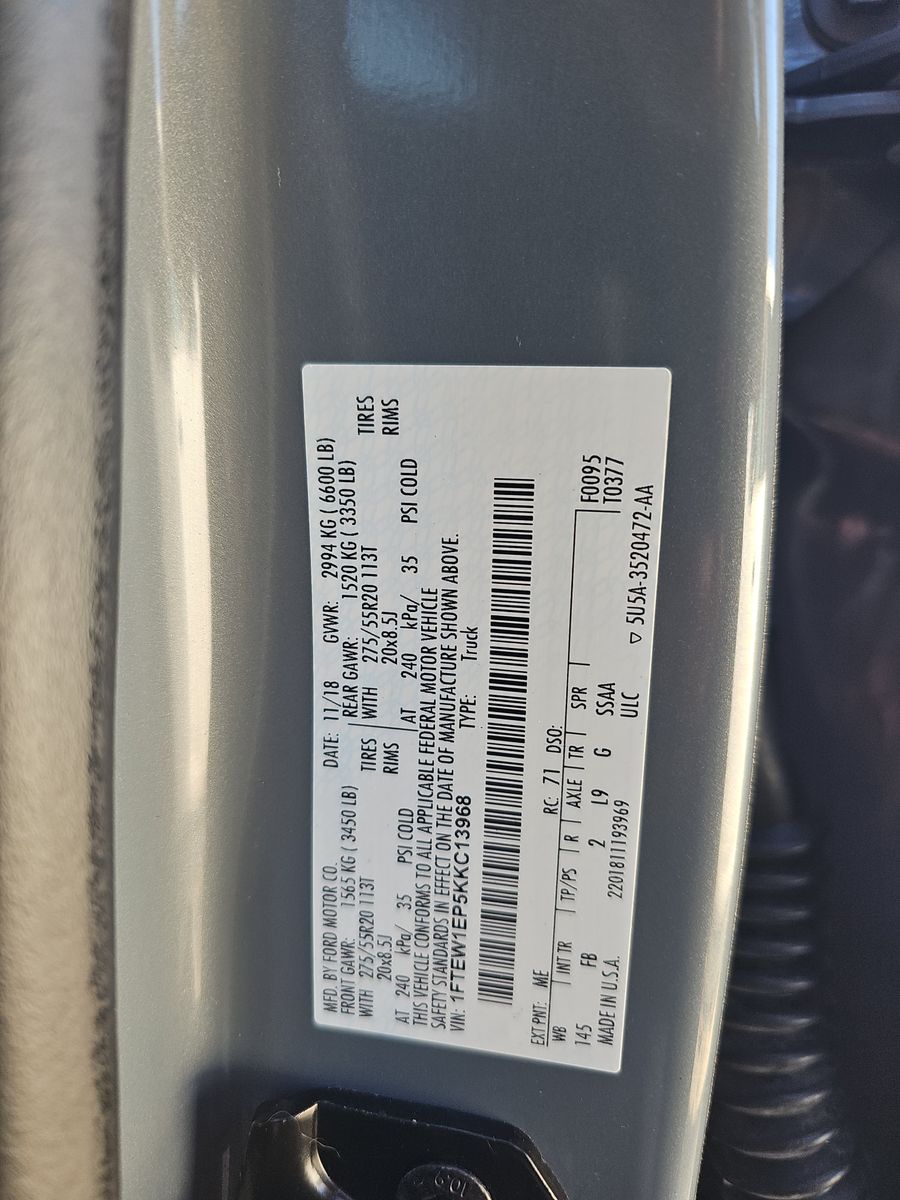 MFD. BY FORD MOTOR CO. DATE: 11/18 GVWR: 2994 KG ( 6600 LB)
FRONT GAWR: 1565 KG ( 3450 LB) REAR GAWR: 1520 KG ( 3350 LB)
WITH 275/55R20 113T TIRES WITH 275/55R20 113T TIRES
20x8.5J RIMS 20x8.5J RIMS
AT 240 kPa/ 35 PSI COLD AT 240 kPa/ 35 PSI COLD
THIS VEHICLE CONFORMS TO ALL APPLICABLE FEDERAL MOTOR VEHICLE
SAFETY STANDARDS IN EFFECT ON THE DATE OF MANUFACTURE SHOWN ABOVE.
VIN: 1FTEW1EP5KKC13968 TYPE: Truck
EXT PNT: ME RC: 71 DSO:
WB INT TR TP/PS R AXLE TR SPR F0095
145 FB 2 L9 G SSAA T0377
MADE IN U.S.A. 2201811193969 ULC
▽ 5U5A-3520472-AA